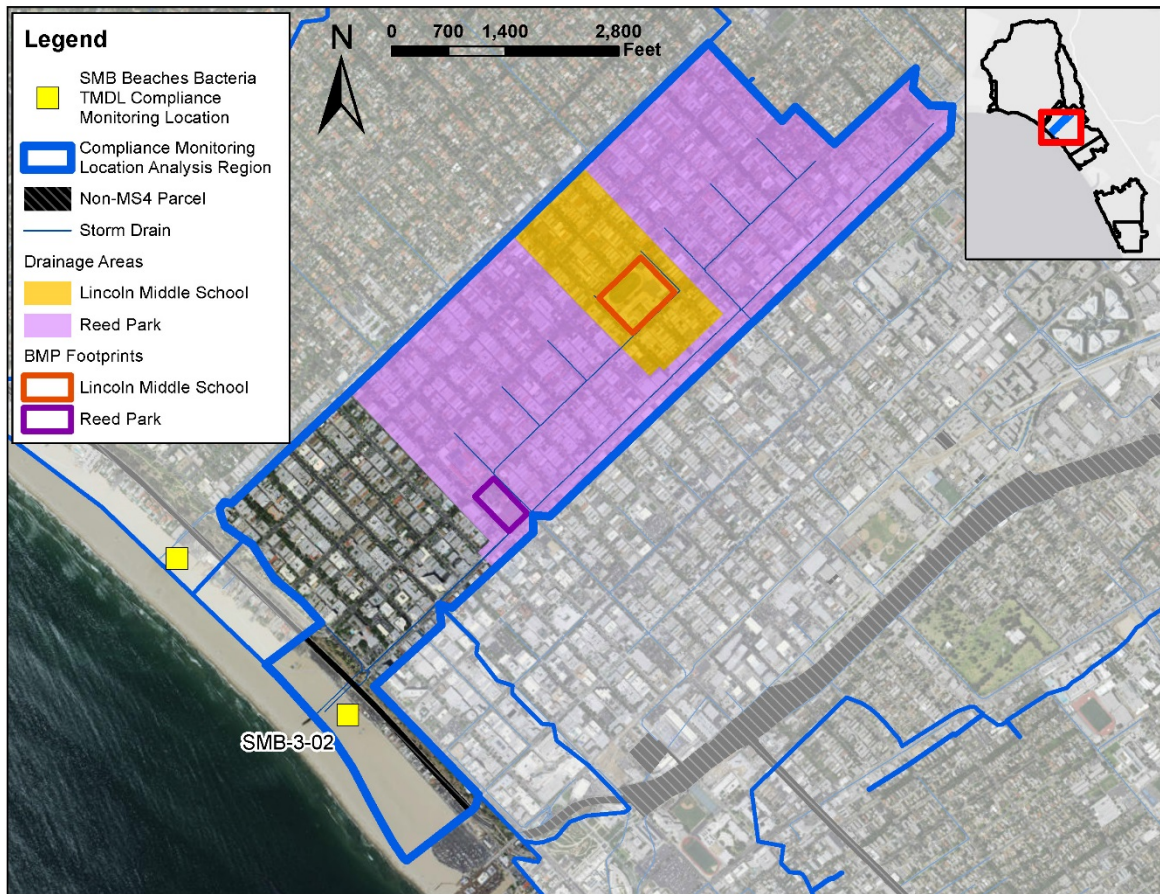 Legend
SMB Beaches Bacteria
TMDL Compliance
Monitoring Location
Compliance Monitoring
Location Analysis Region
Non-MS4 Parcel
Storm Drain
Drainage Areas
Lincoln Middle School
Reed Park
BMP Footprints
Lincoln Middle School
Reed Park
N
0 700 1,400 2,800
Feet
SMB-3-02